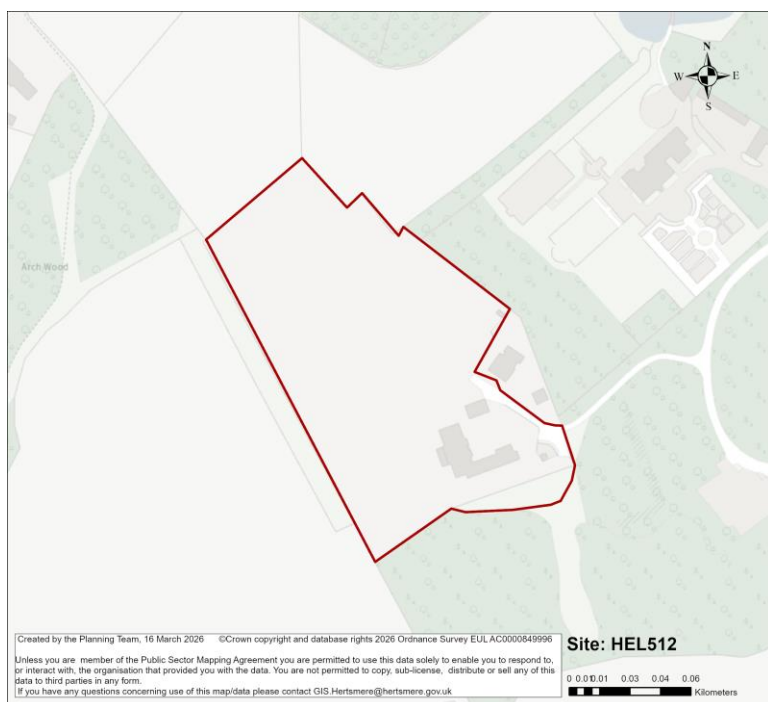 N
W E
S
Arch Wood
Created by the Planning Team, 16 March 2026 ©Crown copyright and database rights 2026 Ordnance Survey EUL AC0000849996
Unless you are member of the Public Sector Mapping Agreement you are permitted to use this data solely to enable you to respond to,
or interact with, the organisation that provided you with the data. You are not permitted to copy, sub-license, distribute or sell any of this
data to third parties in any form.
If you have any questions concerning use of this map/data please contact GIS.Hertsmere@hertsmere.gov.uk
Site: HEL512
0 0.01 0.01 0.03 0.04 0.06
Kilometers